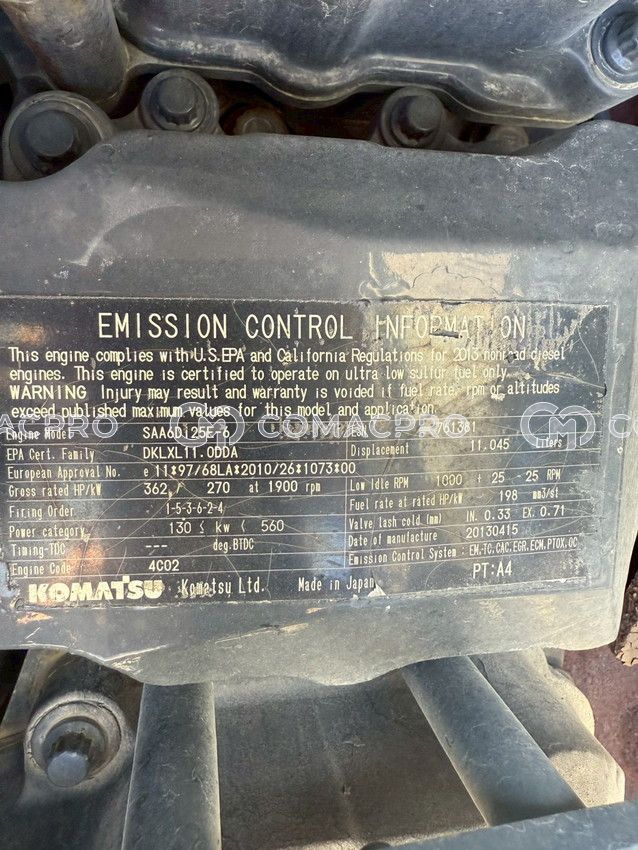 EMISSION CONTROL INFORMATION
This engine complies with U.S.EPA and California Regulations for 2013 nonroad diesel
engines. This engine is certified to operate on ultra low sulfur fuel only.
WARNING Injury may result and warranty is voided if fuel rate, rpm or altitudes
exceed published maximum values for this model and application.
COMACPRO COMACPRO COMACPRO
Engine Model SAA6D125E-6 761381
EPA Cert. Family DKLXL11.0DDA Displacement 11.045 Liters
European Approval No. e 11*97/68LA*2010/26*1073*00
Gross rated HP/kW 362 270 at 1900 rpm Low Idle RPM 1000 + 25 - 25 RPM
Firing Order 1-5-3-6-2-4 Fuel rate at rated HP/kW 198 mm3/st
Power category 130 ≤ kw < 560 Valve lash cold (mm) IN. 0.33 EX. 0.71
Timing-TDC --- deg.BTDC Date of manufacture 20130415
Engine Code 4C02 Emission Control System : EM.TC.CAC.EGR.ECM.PTOX.OC
KOMATSU Komatsu Ltd. Made in Japan PT:A4